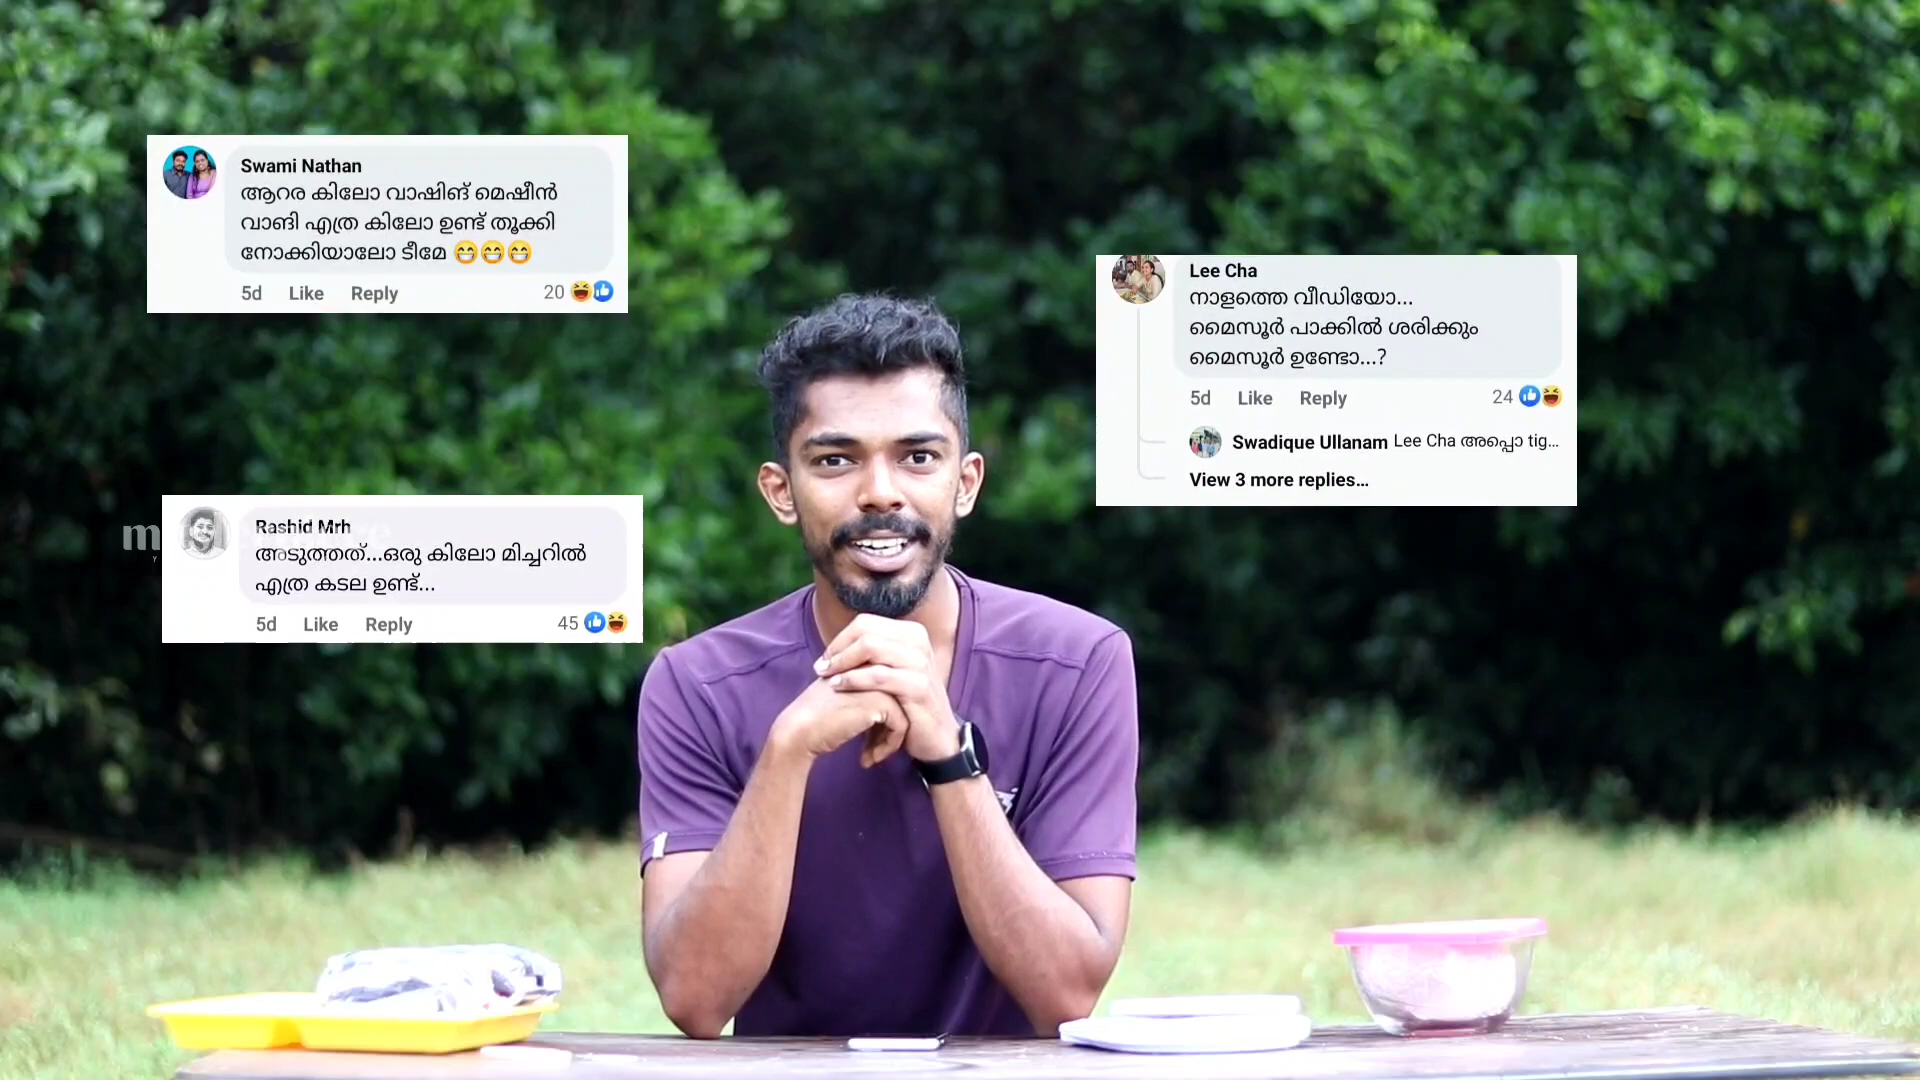 Swami Nathan
ആറര കിലോ വാഷിങ് മെഷീൻ
വാങി എത്ര കിലോ ഉണ്ട് തൂക്കി
നോക്കിയാലോ ടീമേ 😁😁😁
5d Like Reply 20
Lee Cha
നാളത്തെ വീഡിയോ...
മൈസൂർ പാക്കിൽ ശരിക്കും
മൈസൂർ ഉണ്ടോ...?
5d Like Reply 24
Swadique Ullanam Lee Cha അപ്പൊ tig...
View 3 more replies...
Rashid Mrh
അടുത്തത്...ഒരു കിലോ മിച്ചറിൽ
എത്ര കടല ഉണ്ട്...
5d Like Reply 45